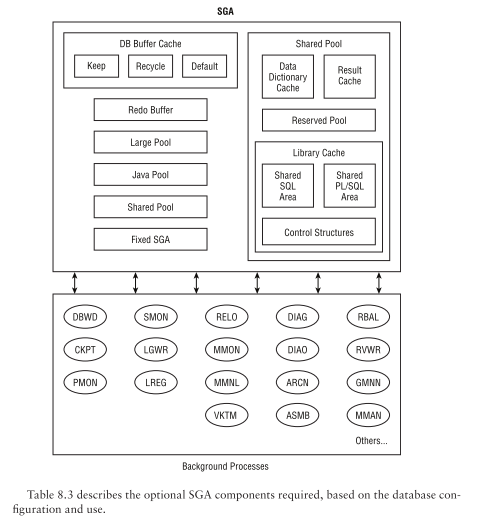 SGA
DB Buffer Cache
Keep
Recycle
Default
Redo Buffer
Large Pool
Java Pool
Shared Pool
Fixed SGA
Shared Pool
Data
Dictionary
Cache
Result
Cache
Reserved Pool
Library Cache
Shared
SQL
Area
Shared
PL/SQL
Area
Control Structures
DBWD
SMON
RELO
DIAG
RBAL
CKPT
LGWR
MMON
DIAO
RVWR
PMON
LREG
MMNL
ARCN
GMNN
VKTM
ASMB
MMAN
Others...
Background Processes
Table 8.3 describes the optional SGA components required, based on the database con-
figuration and use.